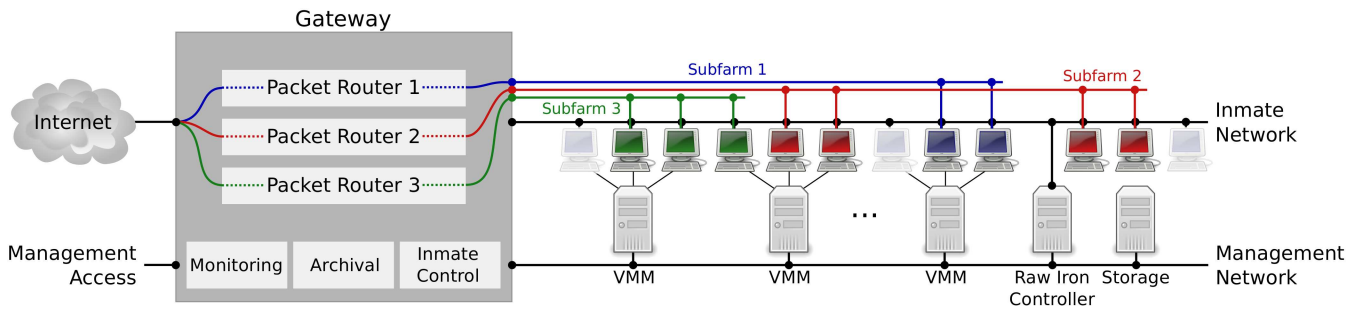 Gateway
Packet Router 1
Subfarm 1
Subfarm 2
Subfarm 3
Internet
Packet Router 2
Inmate
Network
Packet Router 3
...
Management
Access
Monitoring
Archival
Inmate
Control
Management
Network
VMM
VMM
VMM
Raw Iron
Controller
Storage